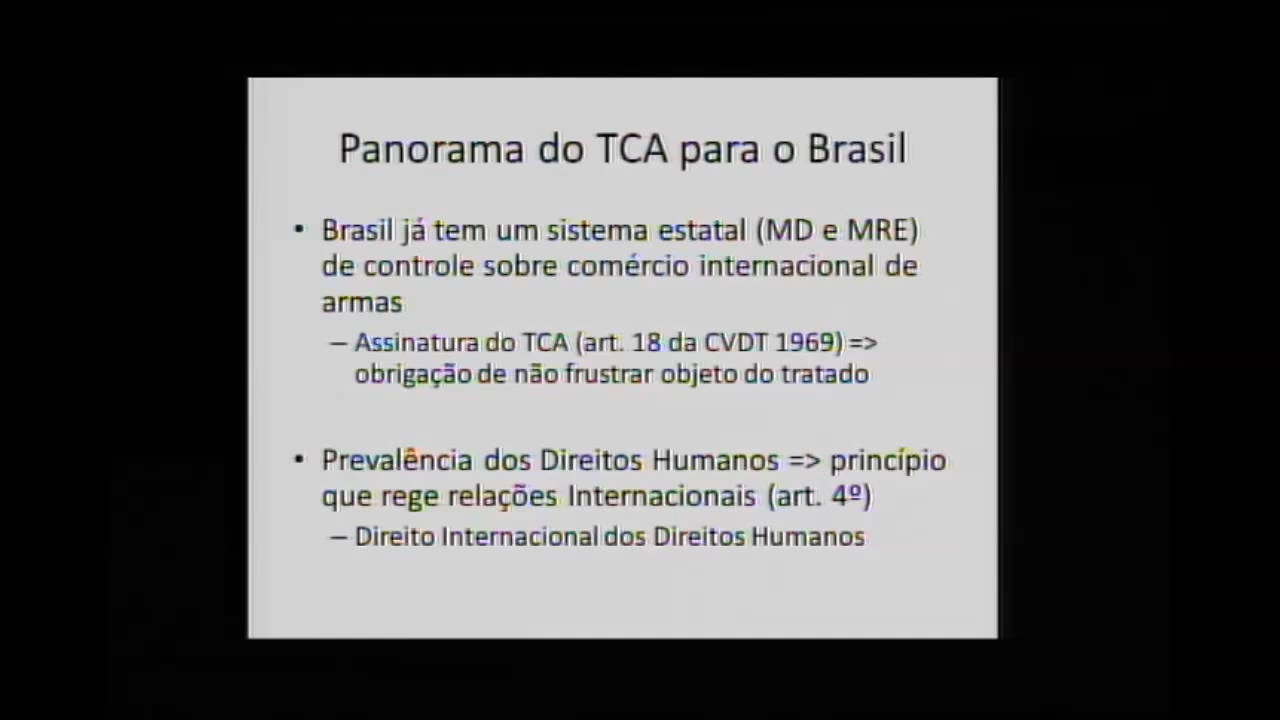 Panorama do TCA para o Brasil
• Brasil já tem um sistema estatal (MD e MRE)
de controle sobre comércio internacional de
armas
– Assinatura do TCA (art. 18 da CVDT 1969) =>
obrigação de não frustrar objeto do tratado
• Prevalência dos Direitos Humanos => princípio
que rege relações Internacionais (art. 4º)
– Direito Internacional dos Direitos Humanos